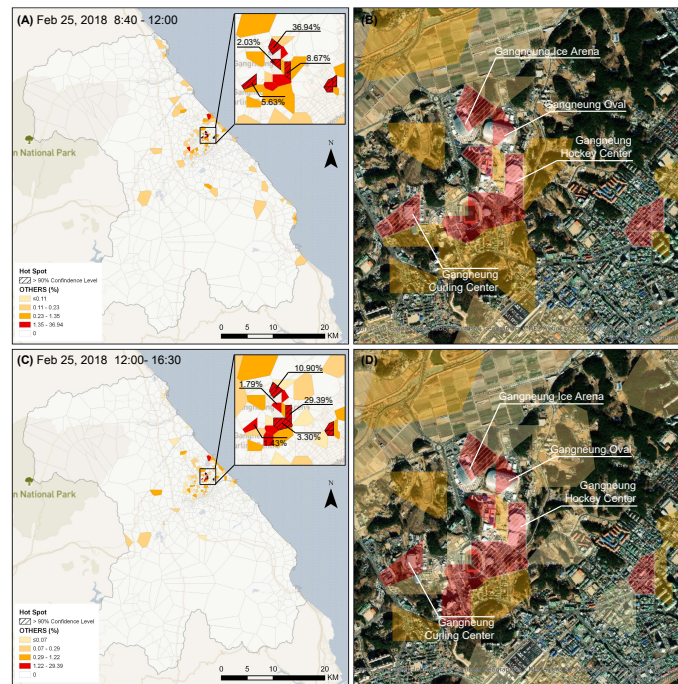 (A) Feb 25, 2018 8:40 - 12:00
36.94%
2.03%
8.67%
5.63%
n National Park
N
Hot Spot
> 90% Confindence Level
OTHERS (%)
≤0.11
0.11 - 0.23
0.23 - 1.35
1.35 - 36.94
0
0 5 10 20
KM
(B)
Gangneung Ice Arena
Gangneung Oval
Gangneung
Hockey Center
Gangneung
Curling Center
(C) Feb 25, 2018 12:00- 16:30
10.90%
1.79%
29.39%
3.30%
n National Park
N
Hot Spot
> 90% Confidence Level
OTHERS (%)
≤0.07
0.07 - 0.29
0.29 - 1.22
1.22 - 29.39
0
0 5 10 20
KM
(D)
Gangneung Ice Arena
Gangneung Oval
Gangneung
Hockey Center
Gangneung
Curling Center